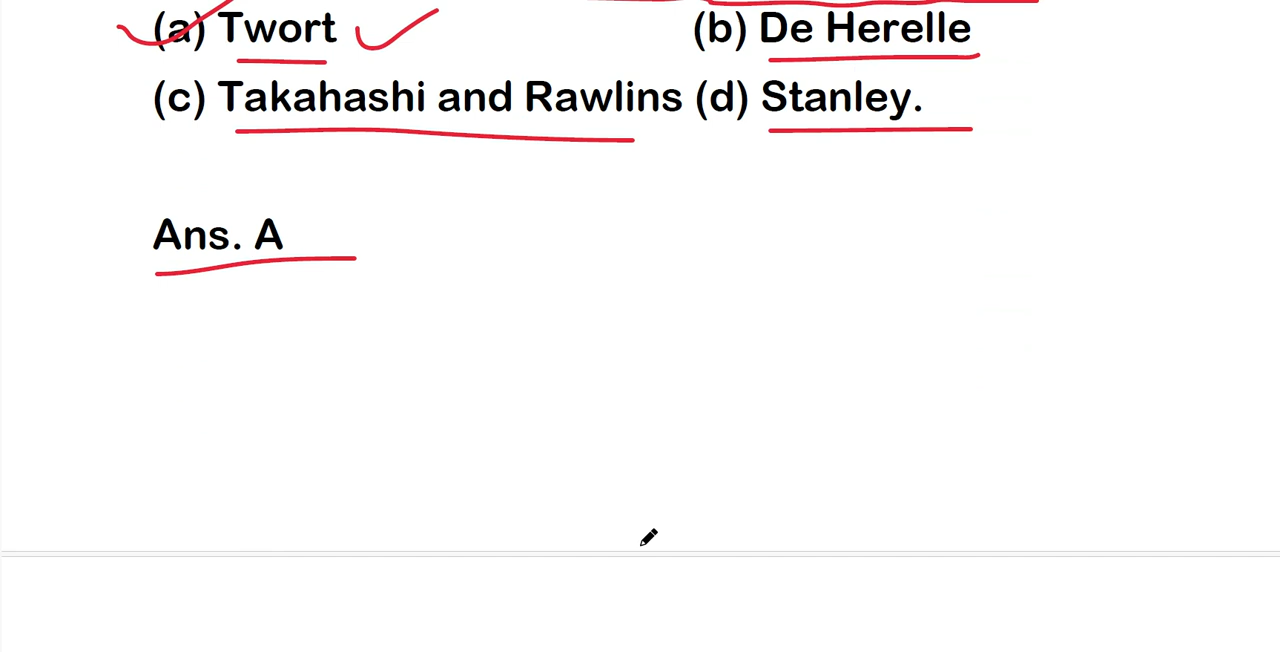 (a) Twort (b) De Herelle
(c) Takahashi and Rawlins (d) Stanley.
Ans. A